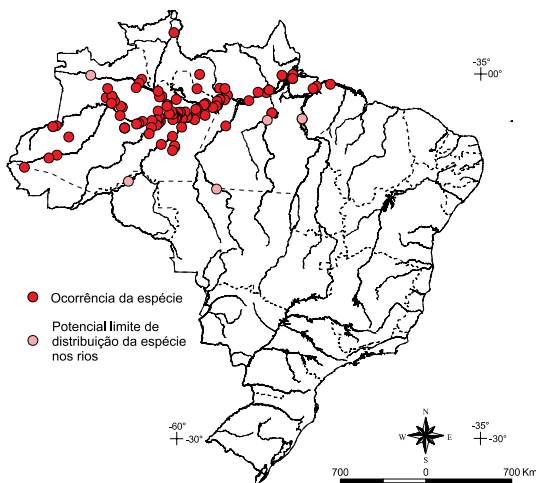 -35°
00°
Ocorrência da espécie
Potencial limite de
distribuição da espécie
nos rios
-60°
-30°
N
W E
S
-35°
-30°
700 0 700 Km